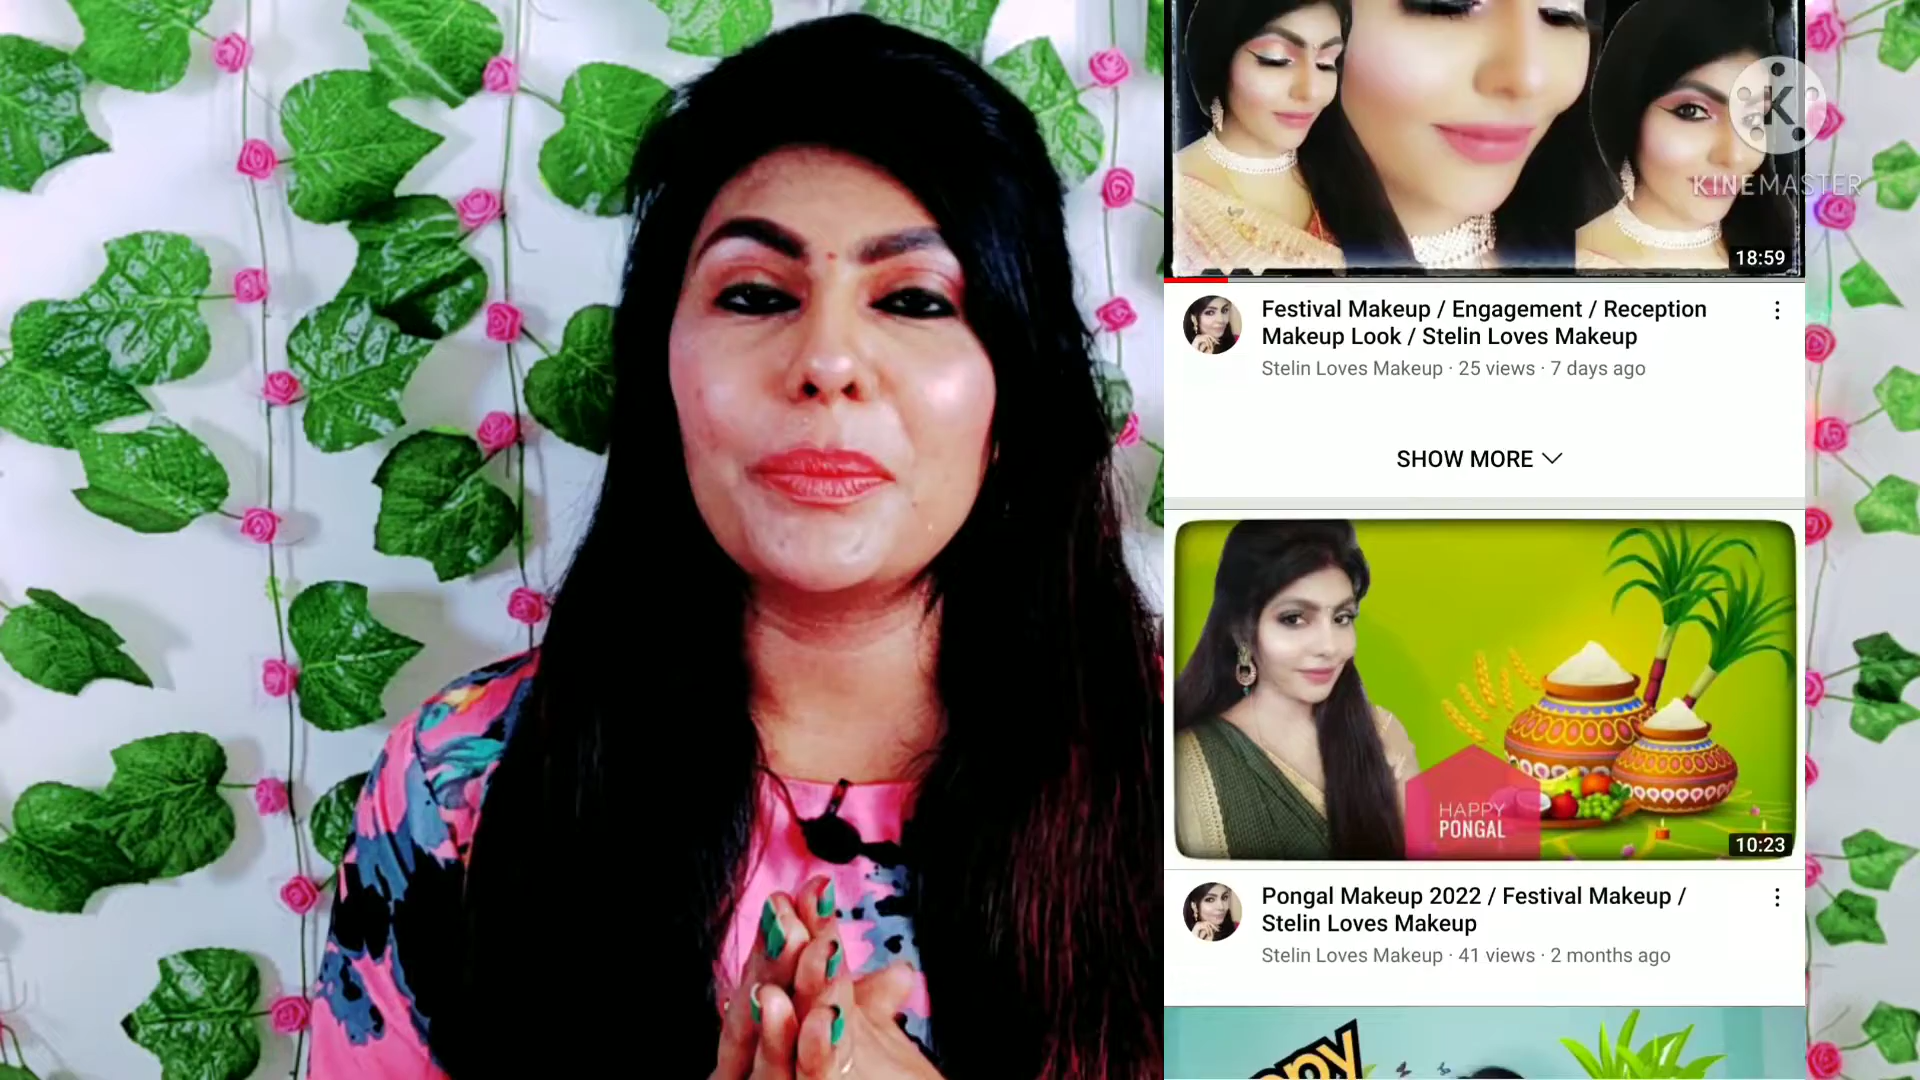 K
KINEMASTER
18:59
Festival Makeup / Engagement / Reception
Makeup Look / Stelin Loves Makeup
Stelin Loves Makeup · 25 views · 7 days ago
SHOW MORE
HAPPY
PONGAL
10:23
Pongal Makeup 2022 / Festival Makeup /
Stelin Loves Makeup
Stelin Loves Makeup · 41 views · 2 months ago